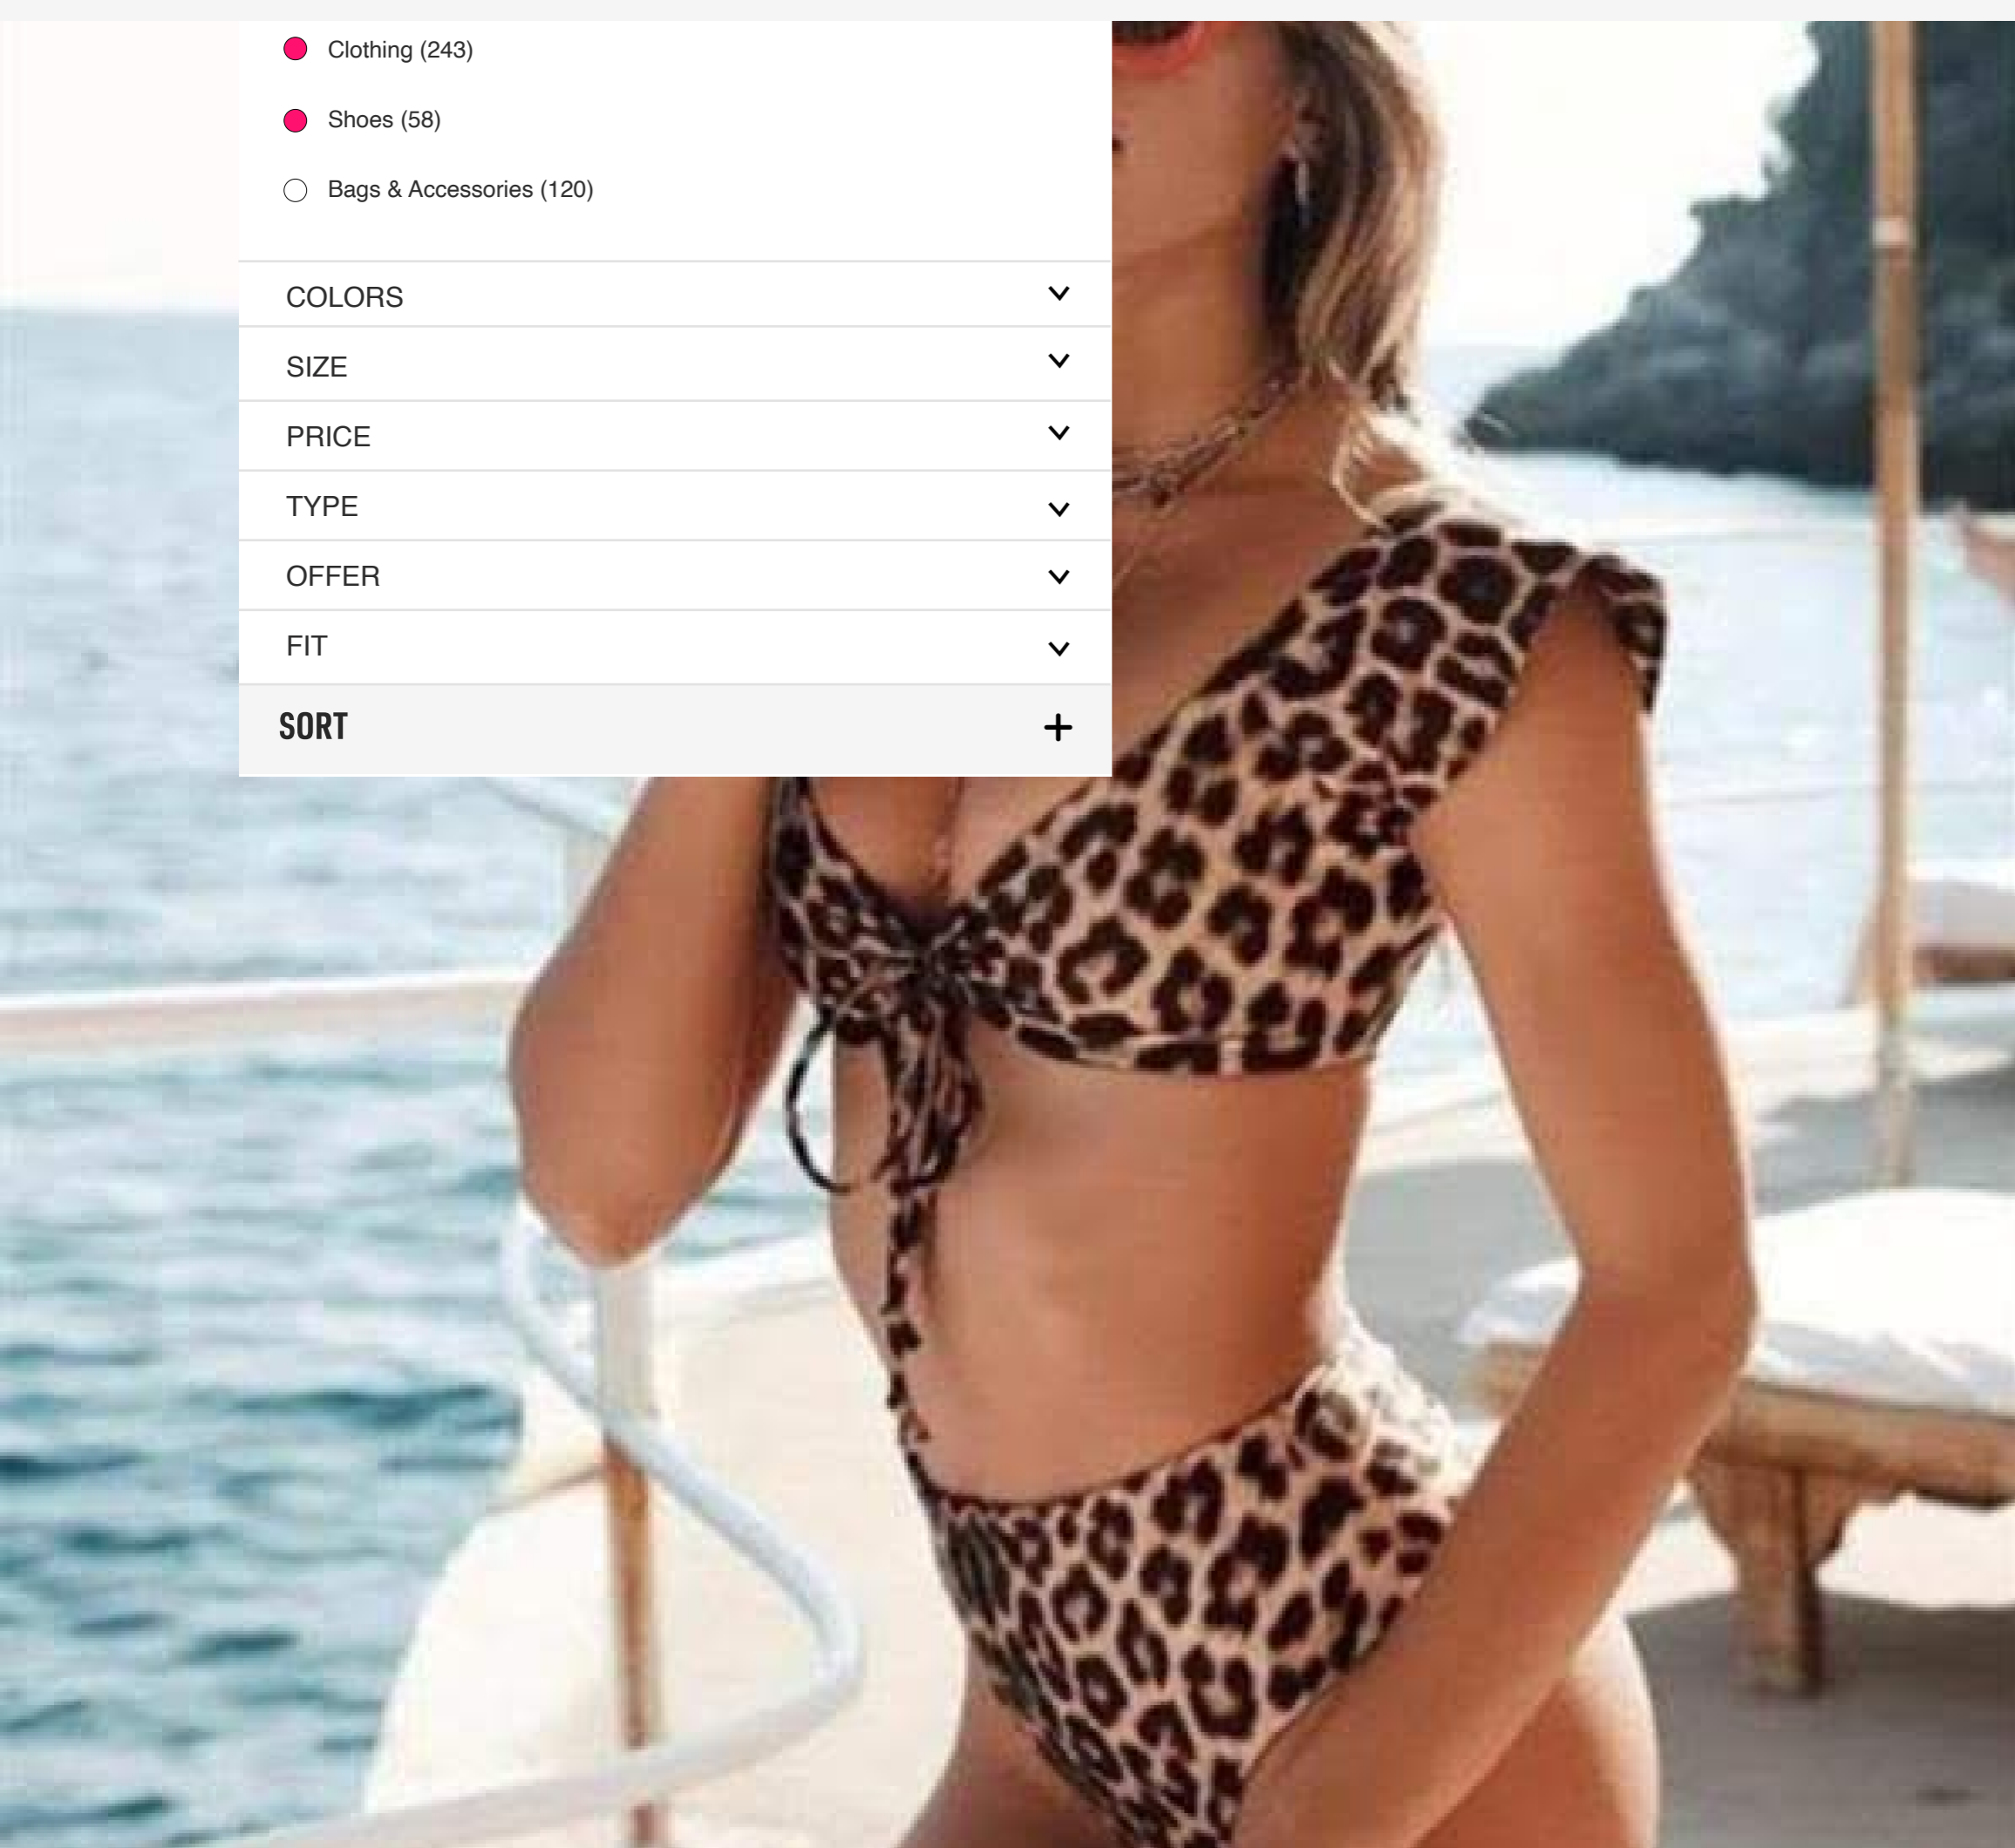 Clothing (243)
Shoes (58)
Bags & Accessories (120)
COLORS
SIZE
PRICE
TYPE
OFFER
FIT
SORT